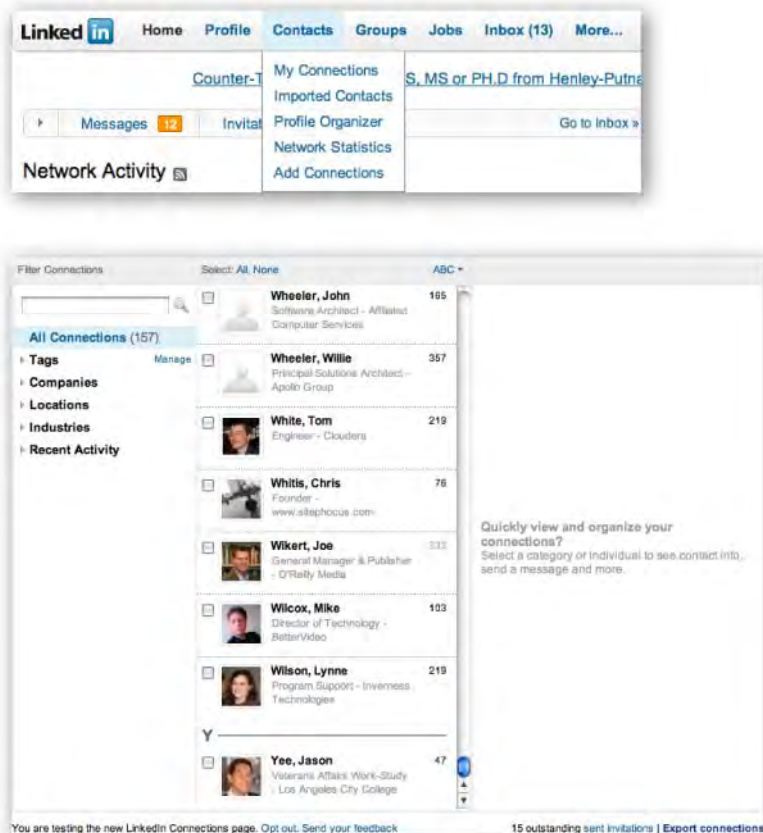 Linked in Home Profile Contacts Groups Jobs Inbox (13) More...
Counter-T
My Connections
S, MS or PH.D from Henley-Putna
Imported Contacts
Messages 12 Invitat
Profile Organizer
Go to Inbox »
Network Statistics
Network Activity
Add Connections
Filter Connections
Select: All, None
ABC
All Connections (157)
Tags Manage
Companies
Locations
Industries
Recent Activity
Wheeler, John 165
Software Architect - Affiliated
Computer Services
Wheeler, Willie 357
Principal Solutions Architect -
Apollo Group
White, Tom 219
Engineer - Cloudera
Whitis, Chris 76
Founder -
www.sitephocus.com
Wikert, Joe 333
General Manager & Publisher
- O'Reilly Media
Wilcox, Mike 103
Director of Technology -
BetterVideo
Wilson, Lynne 219
Program Support - Inverness
Technologies
Y
Yee, Jason 47
Veterans Affairs Work-Study
- Los Angeles City College
Quickly view and organize your
connections?
Select a category or individual to see contact info,
send a message and more.
You are testing the new LinkedIn Connections page. Opt out. Send your feedback
15 outstanding sent invitations | Export connections